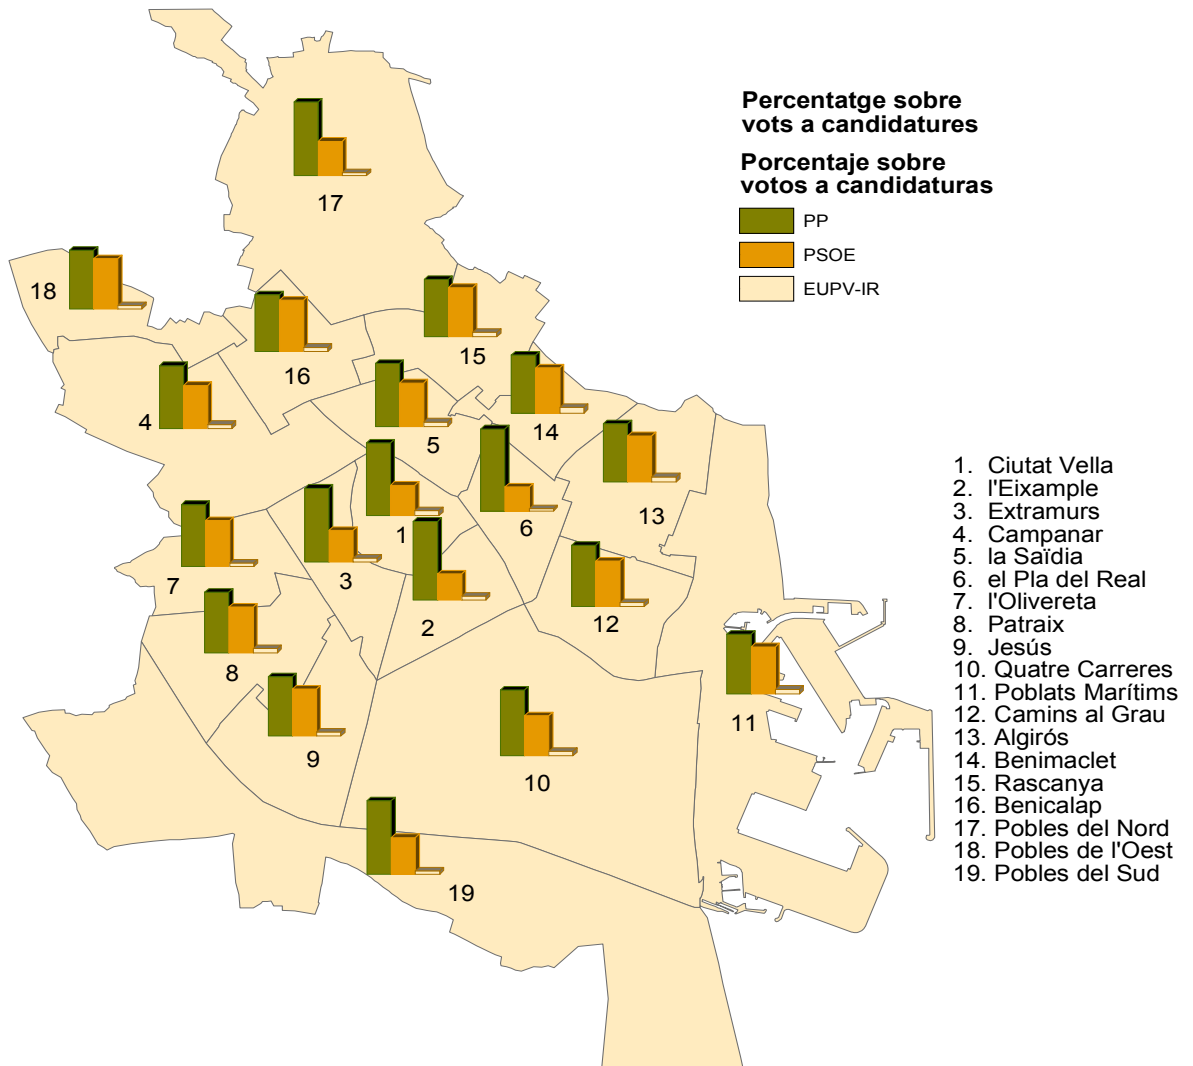 Percentatge sobre
vots a candidatures
Porcentaje sobre
votos a candidaturas
PP
PSOE
EUPV-IR
17
18
16
15
4
5
14
13
1
6
3
7
2
12
8
11
9
10
19
1. Ciutat Vella
2. l'Eixample
3. Extramurs
4. Campanar
5. la Saïdia
6. el Pla del Real
7. l'Olivereta
8. Patraix
9. Jesús
10. Quatre Carreres
11. Poblats Marítims
12. Camins al Grau
13. Algirós
14. Benimaclet
15. Rascanya
16. Benicalap
17. Pobles del Nord
18. Pobles de l'Oest
19. Pobles del Sud